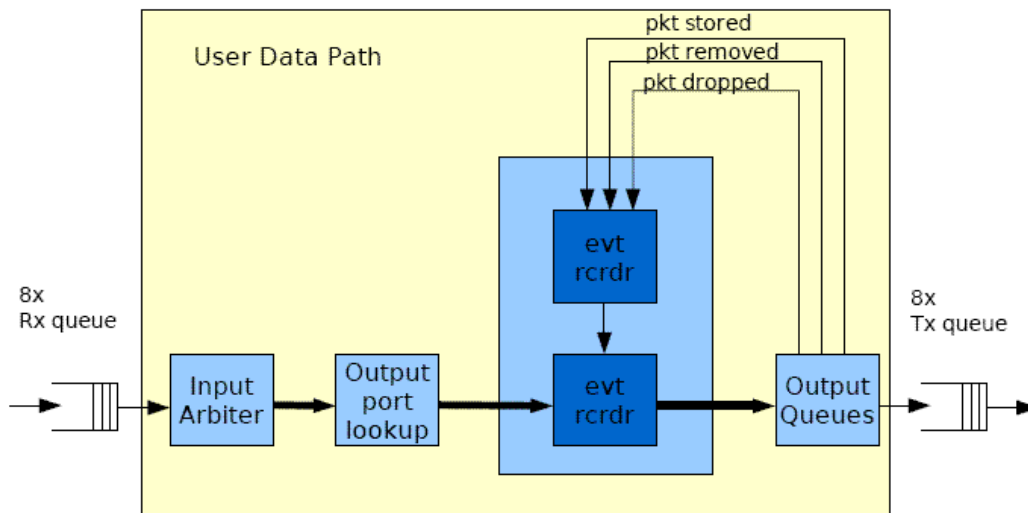 pkt stored
User Data Path
pkt removed
pkt dropped
evt
rcrdr
8x
Rx queue
8x
Tx queue
Input
Arbiter
Output
port
lookup
evt
rcrdr
Output
Queues